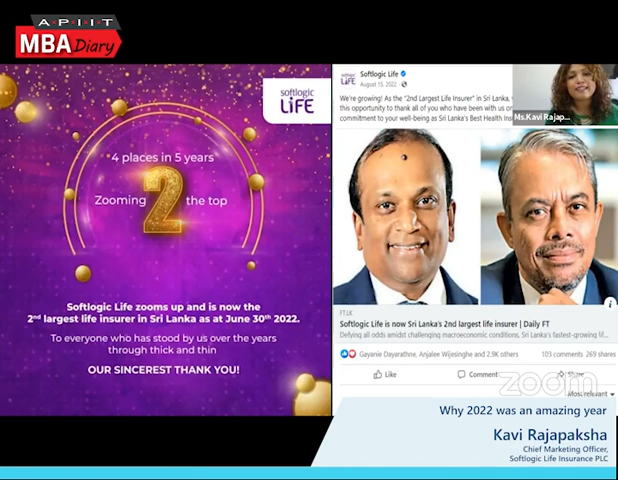 APIIT
MBA Diary
softlogic
LIFE
4 places in 5 years
Zooming 2 the top
Softlogic Life zooms up and is now the
2nd largest life insurer in Sri Lanka as at June 30th 2022.
To everyone who has stood by us over the years
through thick and thin
OUR SINCEREST THANK YOU!
softlogic
LIFE
Softlogic Life
August 15, 2022
We're growing! As the "2nd Largest Life Insurer" in Sri Lanka,
this opportunity to thank all of you who have been with us on
commitment to your well-being as Sri Lanka's Best Health Ins
Ms.Kavi Rajap...
FT.LK
Softlogic Life is now Sri Lanka's 2nd largest life insurer | Daily FT
Defying all odds amidst challenging macroeconomic conditions, Sri Lanka's fastest-growing lif...
Gayanie Dayarathne, Anjalee Wijesinghe and 2.9K others 103 comments 269 shares
Like Comment Share
zoom
Most relevant
Why 2022 was an amazing year
Kavi Rajapaksha
Chief Marketing Officer,
Softlogic Life Insurance PLC